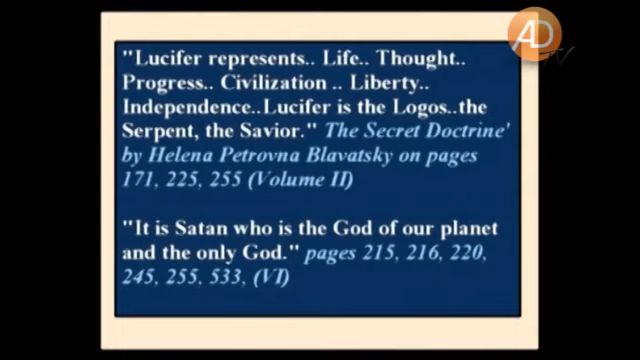 AD
TV
"Lucifer represents.. Life.. Thought..
Progress.. Civilization .. Liberty..
Independence..Lucifer is the Logos..the
Serpent, the Savior." The Secret Doctrine'
by Helena Petrovna Blavatsky on pages
171, 225, 255 (Volume II)
"It is Satan who is the God of our planet
and the only God." pages 215, 216, 220,
245, 255, 533, (VI)